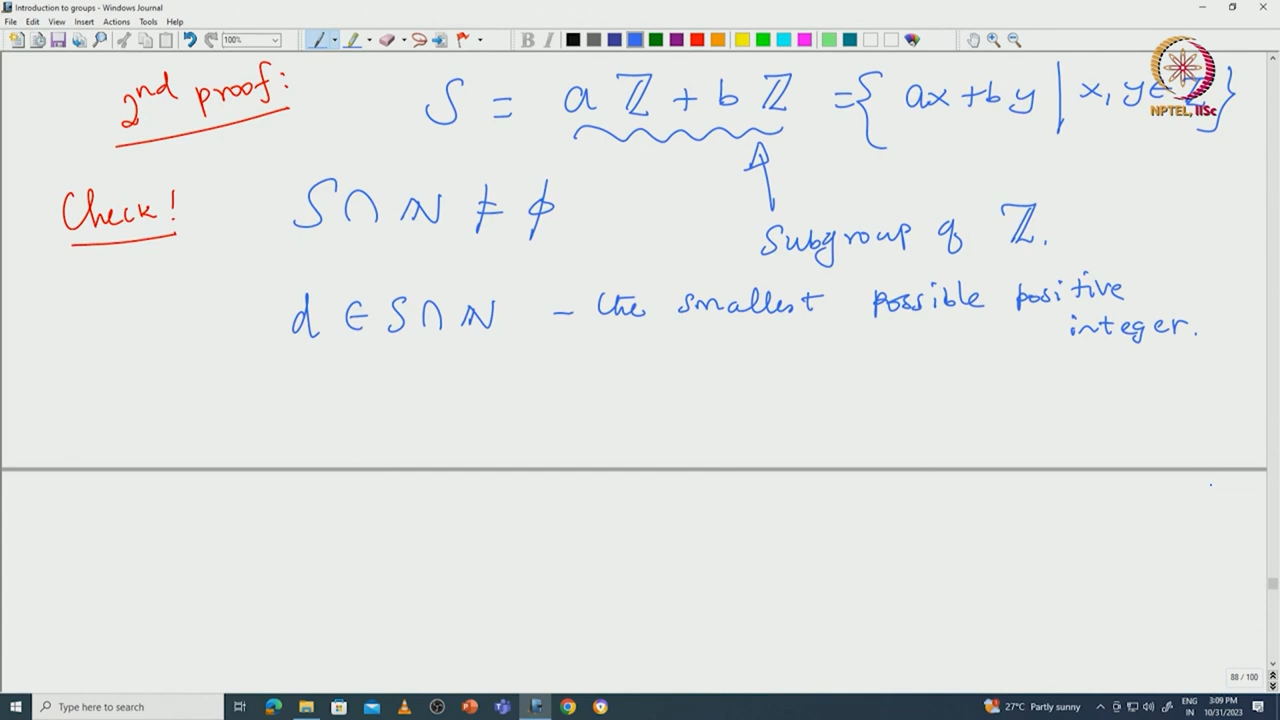 Introduction to groups - Windows Journal
File Edit View Insert Actions Tools Help
100%
B I
NPTEL, IISc
2nd proof:
S = a ℤ + b ℤ = { ax + by | x, y ∈ ℤ }
Check!
S ∩ ℕ ≠ ϕ
Subgroup of ℤ.
d ∈ S ∩ ℕ – the smallest possible positive
integer.
88 / 100
Type here to search
27°C Partly sunny
ENG
IN
3:09 PM
10/31/2023